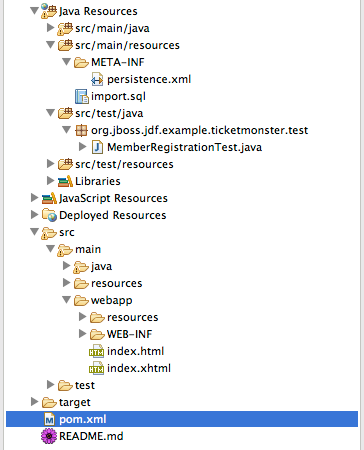 Java Resources
src/main/java
src/main/resources
META-INF
persistence.xml
import.sql
src/test/java
org.jboss.jdf.example.ticketmonster.test
MemberRegistrationTest.java
src/test/resources
Libraries
JavaScript Resources
Deployed Resources
src
main
java
resources
webapp
resources
WEB-INF
index.html
index.xhtml
test
target
pom.xml
README.md